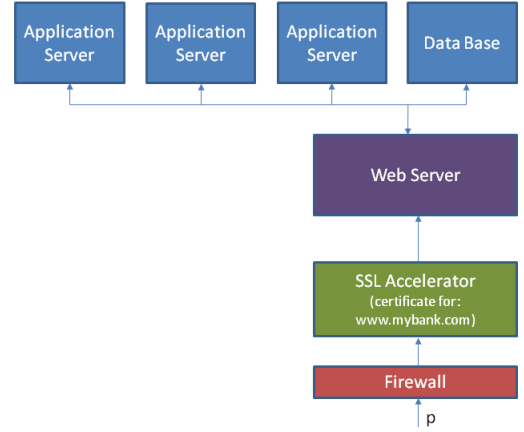 Application
Server
Application
Server
Application
Server
Data Base
Web Server
SSL Accelerator
(certificate for:
www.mybank.com)
Firewall
p